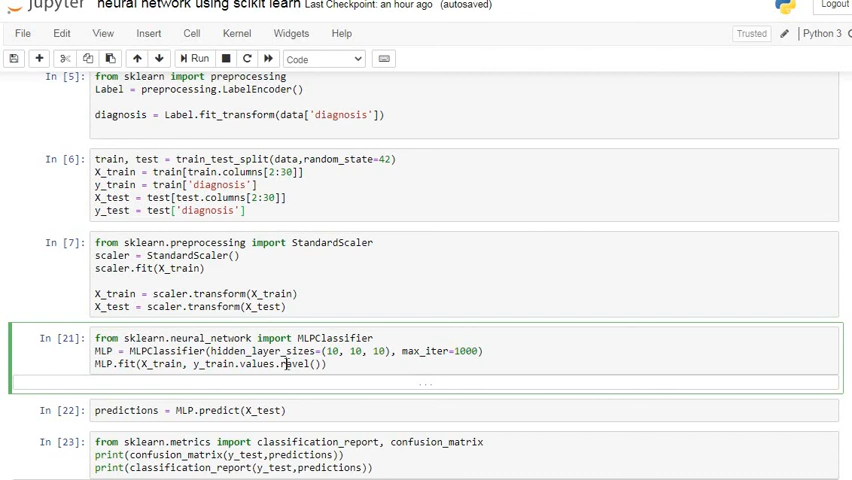 jupyter neural network using scikit learn Last Checkpoint: an hour ago (autosaved) Logout
File Edit View Insert Cell Kernel Widgets Help Trusted Python 3
Run Code
In [5]: from sklearn import preprocessing
Label = preprocessing.LabelEncoder()
diagnosis = Label.fit_transform(data['diagnosis'])
In [6]: train, test = train_test_split(data,random_state=42)
X_train = train[train.columns[2:30]]
y_train = train['diagnosis']
X_test = test[test.columns[2:30]]
y_test = test['diagnosis']
In [7]: from sklearn.preprocessing import StandardScaler
scaler = StandardScaler()
scaler.fit(X_train)
X_train = scaler.transform(X_train)
X_test = scaler.transform(X_test)
In [21]: from sklearn.neural_network import MLPClassifier
MLP = MLPClassifier(hidden_layer_sizes=(10, 10, 10), max_iter=1000)
MLP.fit(X_train, y_train.values.ravel())
...
In [22]: predictions = MLP.predict(X_test)
In [23]: from sklearn.metrics import classification_report, confusion_matrix
print(confusion_matrix(y_test,predictions))
print(classification_report(y_test,predictions))